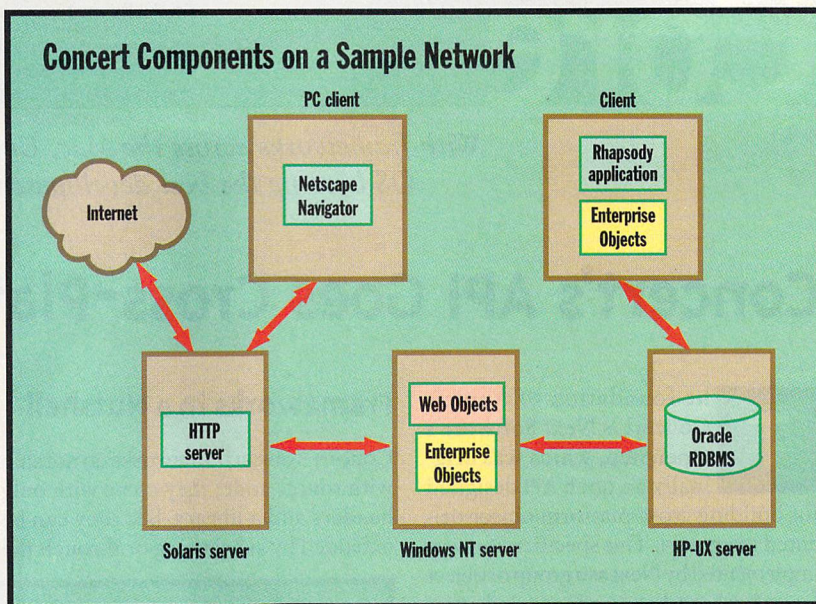 Concert Components on a Sample Network
PC client
Client
Internet
Netscape
Navigator
Rhapsody
application
Enterprise
Objects
HTTP
server
Web Objects
Enterprise
Objects
Oracle
RDBMS
Solaris server
Windows NT server
HP-UX server